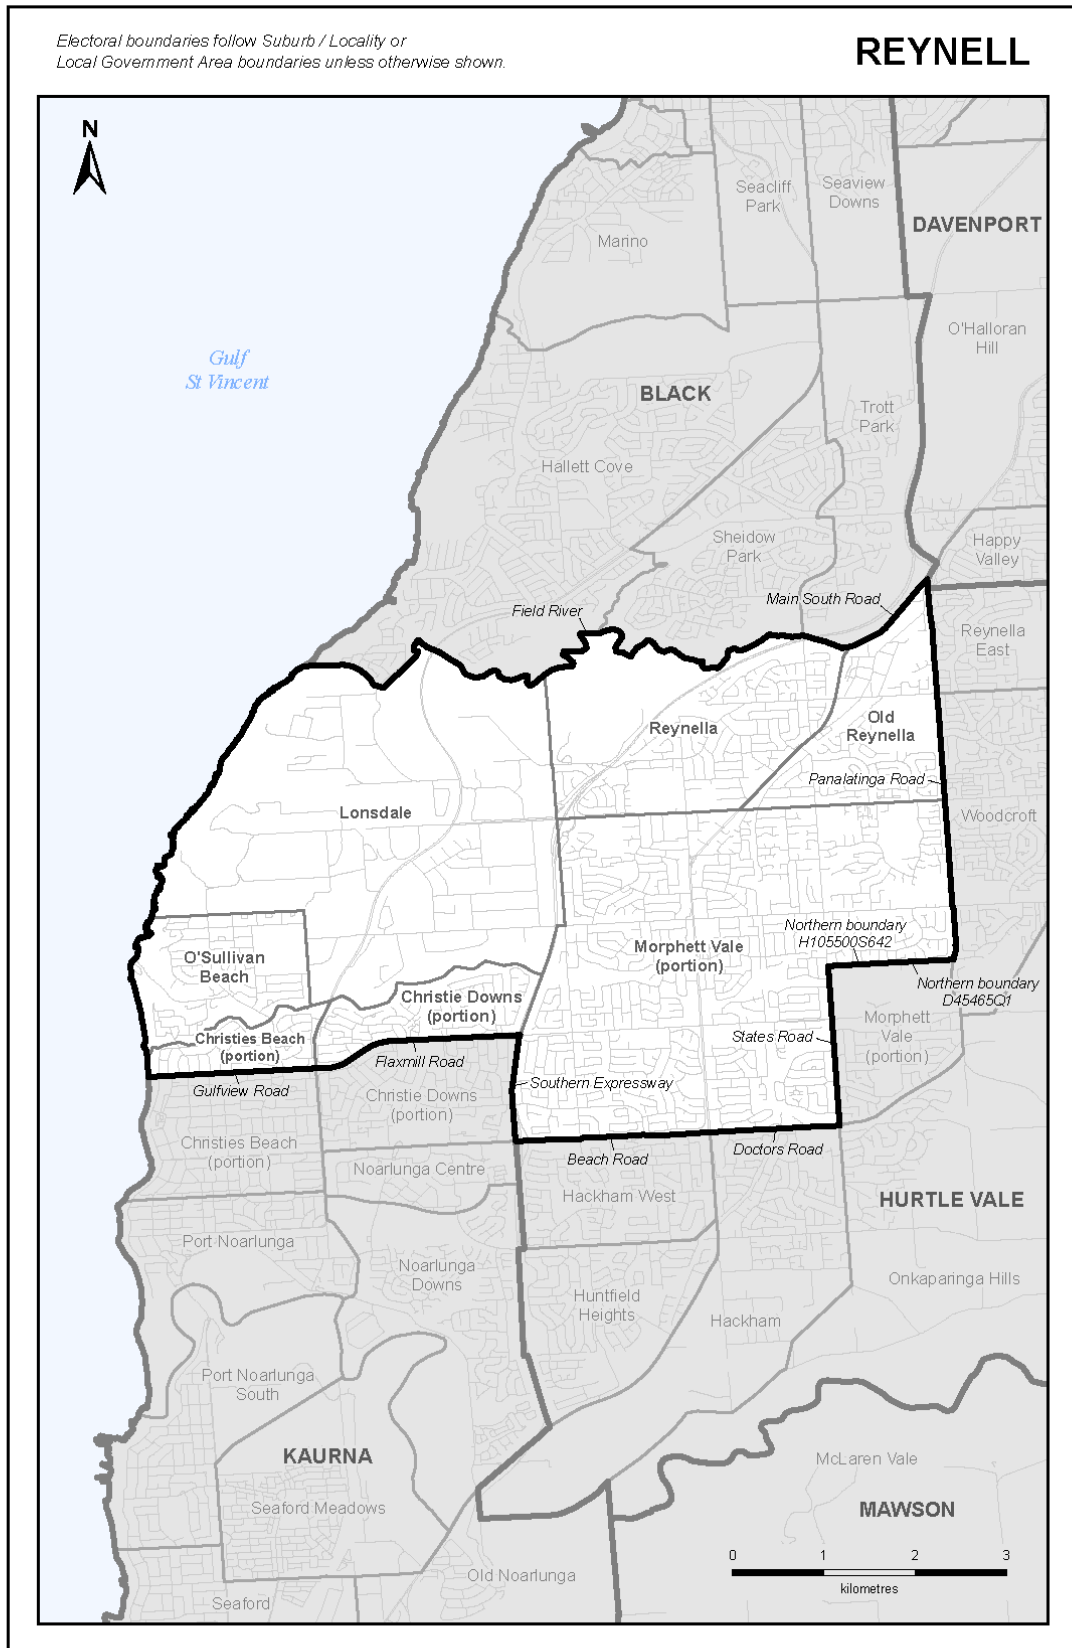 Electoral boundaries follow Suburb / Locality or
Local Government Area boundaries unless otherwise shown.
REYNELL
N
Seacliff
Park
Seaview
Downs
Marino
DAVENPORT
O'Halloran
Hill
Gulf
St Vincent
BLACK
Trott
Park
Hallett Cove
Sheidow
Park
Happy
Valley
Main South Road
Field River
Reynella
East
Reynella
Old
Reynella
Panalatinga Road
Lonsdale
Woodcroft
Northern boundary
H105500S642
Morphett Vale
(portion)
O'Sullivan
Beach
Northern boundary
D45465Q1
Christie Downs
(portion)
Morphett
Vale
(portion)
Christies Beach
(portion)
States Road
Flaxmill Road
Gulfview Road
Southern Expressway
Christie Downs
(portion)
Christies Beach
(portion)
Beach Road
Doctors Road
Noarlunga Centre
Hackham West
HURTLE VALE
Port Noarlunga
Noarlunga
Downs
Onkaparinga Hills
Huntfield
Heights
Hackham
Port Noarlunga
South
KAURNA
McLaren Vale
Seaford Meadows
MAWSON
Old Noarlunga
Seaford
0 1 2 3
kilometres